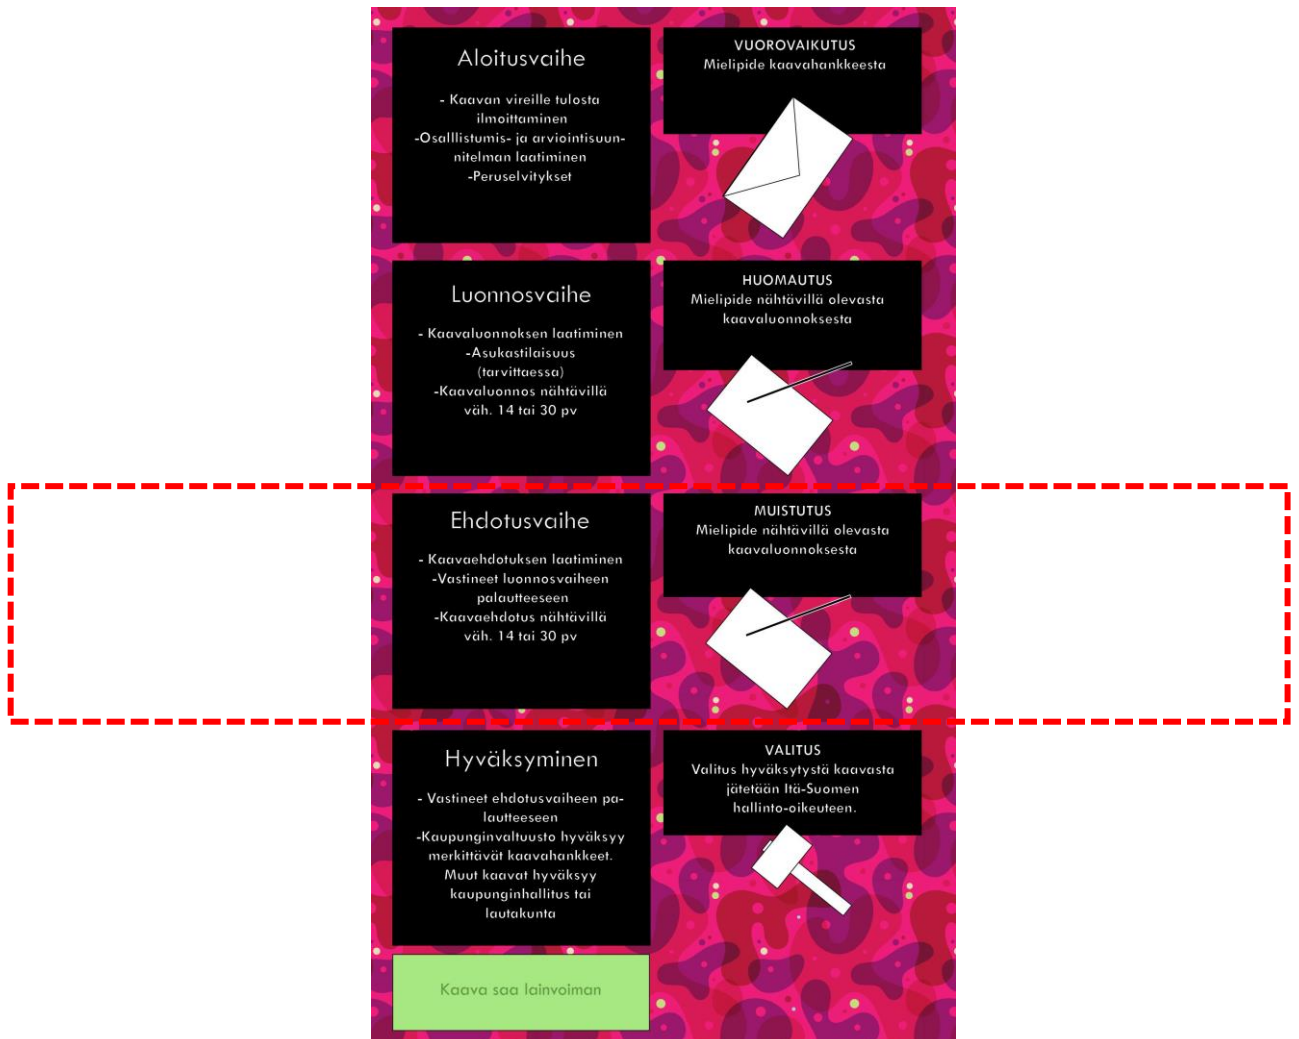 Aloitusvaihe
- Kaavan vireille tulosta
ilmoittaminen
-Osalllistumis- ja arviointisuun-
nitelman laatiminen
-Peruselvitykset
VUOROVAIKUTUS
Mielipide kaavahankkeesta
Luonnosvaihe
- Kaavaluonnoksen laatiminen
-Asukastilaisuus
(tarvittaessa)
-Kaavaluonnos nähtävillä
väh. 14 tai 30 pv
HUOMAUTUS
Mielipide nähtävillä olevasta
kaavaluonnoksesta
Ehdotusvaihe
- Kaavaehdotuksen laatiminen
-Vastineet luonnosvaiheen
palautteeseen
-Kaavaehdotus nähtävillä
väh. 14 tai 30 pv
MUISTUTUS
Mielipide nähtävillä olevasta
kaavaluonnoksesta
Hyväksyminen
- Vastineet ehdotusvaiheen pa-
lautteeseen
-Kaupunginvaltuusto hyväksyy
merkittävät kaavahankkeet.
Muut kaavat hyväksyy
kaupunginhallitus tai
lautakunta
VALITUS
Valitus hyväksytystä kaavasta
jätetään Itä-Suomen
hallinto-oikeuteen.
Kaava saa lainvoiman